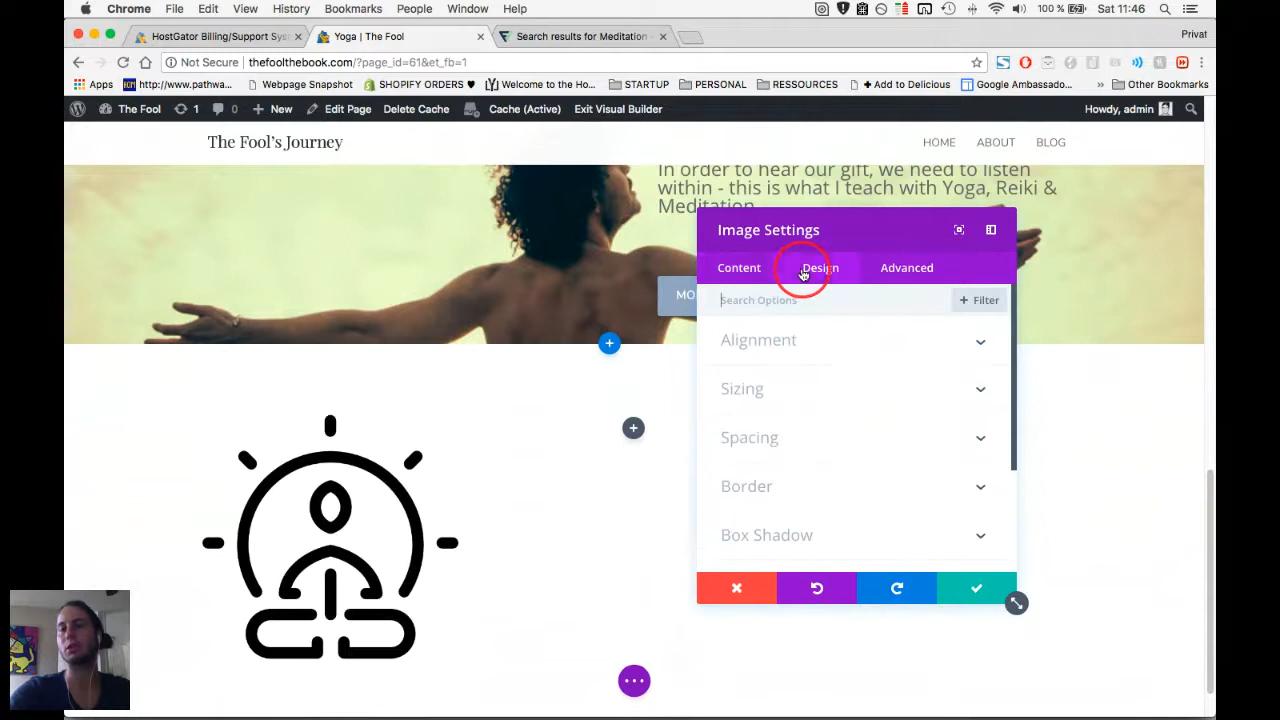 Chrome File Edit View History Bookmarks People Window Help 100 % Sat 11:46
HostGator Billing/Support Sys × Yoga | The Fool × Search results for Meditation - ×
Privat
Not Secure | thefoolthebook.com/?page_id=61&et_fb=1
Apps http://www.pathwa... Webpage Snapshot SHOPIFY ORDERS Welcome to the Ho... STARTUP PERSONAL RESSOURCES + Add to Delicious Google Ambassado... » Other Bookmarks
The Fool 1 0 + New Edit Page Delete Cache Cache (Active) Exit Visual Builder Howdy, admin
The Fool's Journey HOME ABOUT BLOG
In order to hear our gift, we need to listen
within - this is what I teach with Yoga, Reiki &
Meditation
MO
Image Settings
Content Design Advanced
Search Options + Filter
Alignment
Sizing
Spacing
Border
Box Shadow